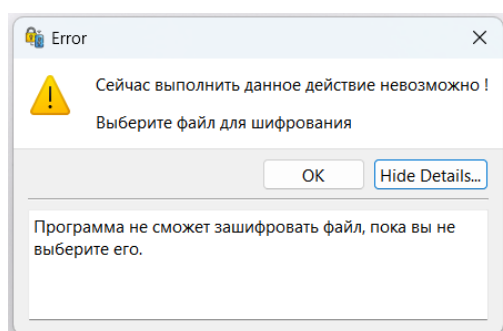 Error
Сейчас выполнить данное действие невозможно !
Выберите файл для шифрования
OK
Hide Details...
Программа не сможет зашифровать файл, пока вы не
выберите его.